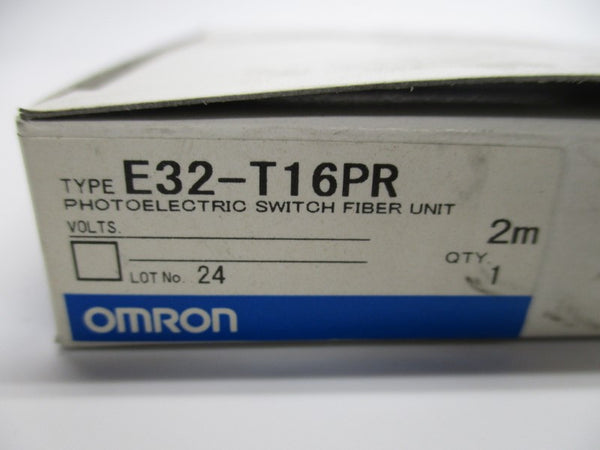 TYPE E32-T16PR
PHOTOELECTRIC SWITCH FIBER UNIT
VOLTS. 2m
LOT No. 24 QTY. 1
OMRON